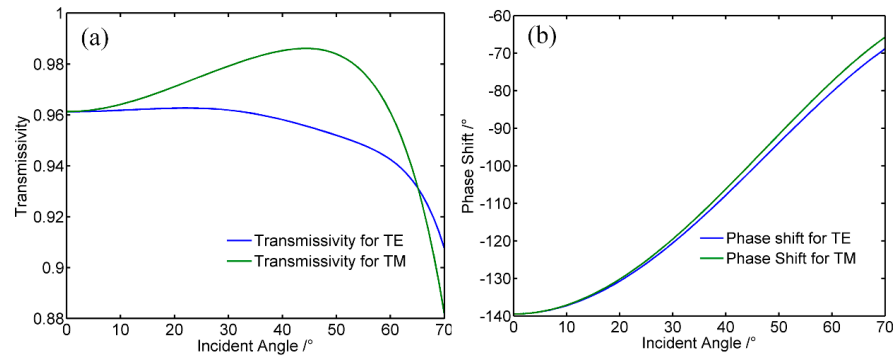 (a)
Transmissivity
1
0.98
0.96
0.94
0.92
0.9
0.88
Transmissivity for TE
Transmissivity for TM
0 10 20 30 40 50 60 70
Incident Angle /°
(b)
Phase Shift /°
-60
-70
-80
-90
-100
-110
-120
-130
-140
Phase shift for TE
Phase Shift for TM
0 10 20 30 40 50 60 70
Incident Angle /°